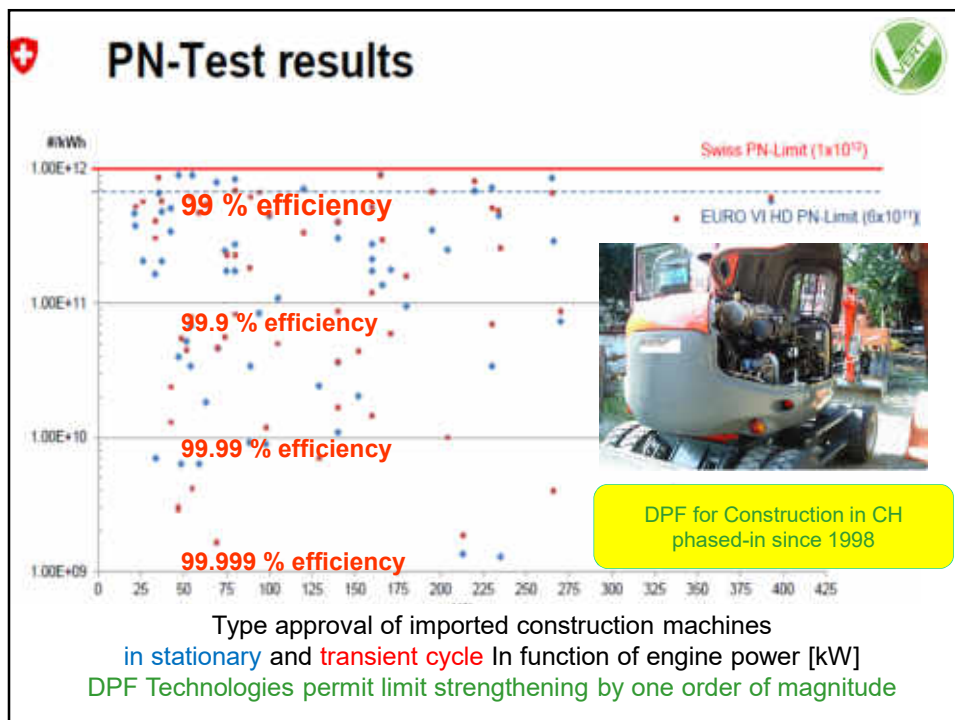 PN-Test results
VERT
#/kWh
Swiss PN-Limit (1x10¹²)
1.00E+12
99 % efficiency
EURO VI HD PN-Limit (6x10¹¹)
1.00E+11
99.9 % efficiency
1.00E+10
99.99 % efficiency
DPF for Construction in CH
phased-in since 1998
99.999 % efficiency
1.00E+09
0 25 50 75 100 125 150 175 200 225 250 275 300 325 350 375 400 425
Type approval of imported construction machines
in stationary and transient cycle In function of engine power [kW]
DPF Technologies permit limit strengthening by one order of magnitude